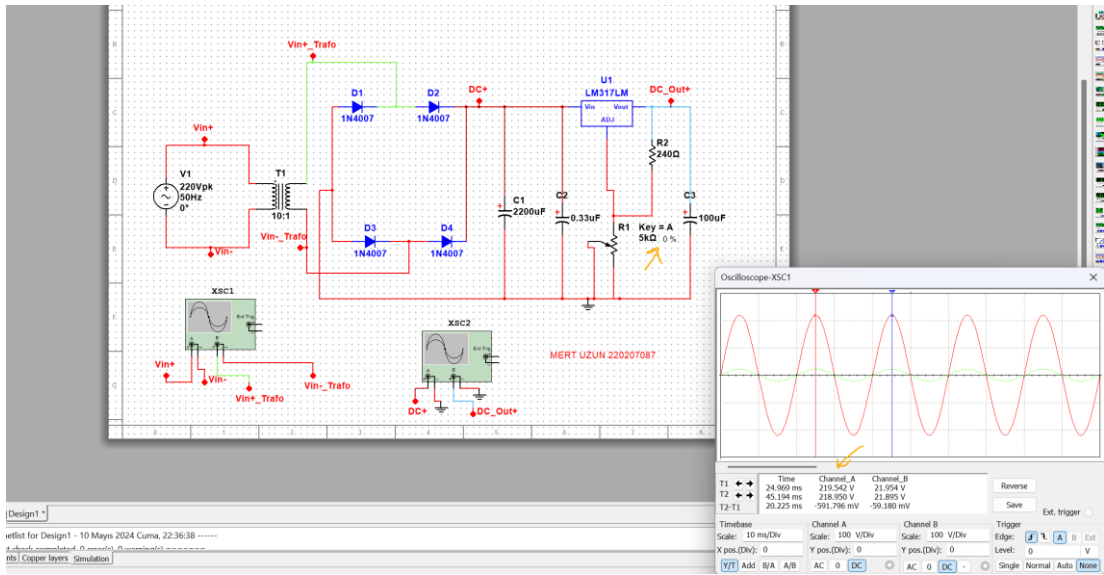 Vin+_Trafo
D1
1N4007
D2
1N4007
DC+
U1
LM317LM
Vin
Vout
ADJ
DC_Out+
R2
240Ω
Vin+
V1
220Vpk
50Hz
0°
T1
10:1
Vin-
Vin-_Trafo
D3
1N4007
D4
1N4007
C1
2200uF
C2
0.33uF
R1
Key = A
5kΩ
0 %
C3
100uF
XSC1
Ext Trig
A
B
Vin+
Vin-
Vin+_Trafo
Vin-_Trafo
XSC2
Ext Trig
A
B
DC+
DC_Out+
MERT UZUN 220207087
Design1 *
etlist for Design1 - 10 Mayıs 2024 Cuma, 22:36:38 ------
nts
Copper layers
Simulation
Oscilloscope-XSC1
Time Channel_A Channel_B
T1 24.969 ms 219.542 V 21.954 V
T2 45.194 ms 218.950 V 21.895 V
T2-T1 20.225 ms -591.796 mV -59.180 mV
Reverse
Save
Ext. trigger
Timebase
Scale: 10 ms/Div
X pos.(Div): 0
Y/T Add B/A A/B
Channel A
Scale: 100 V/Div
Y pos.(Div): 0
AC 0 DC
Channel B
Scale: 100 V/Div
Y pos.(Div): 0
AC 0 DC -
Trigger
Edge: A B Ext
Level: 0 V
Single Normal Auto None